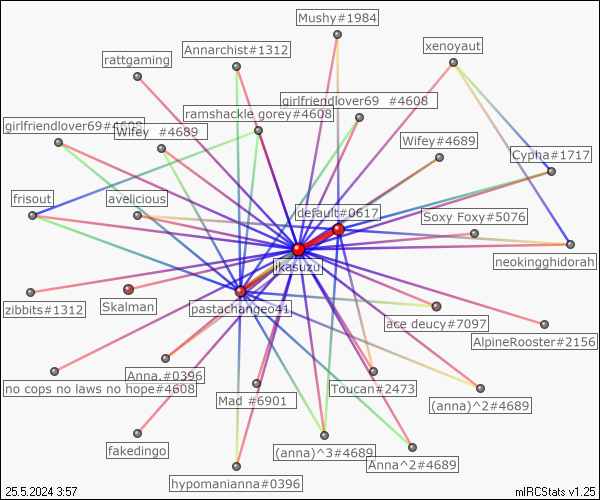 Mushy#1984
Annarchist#1312
xenoyaut
rattgaming
girlfriendlover69 #4608
ramshackle gorey#4608
girlfriendlover69#4608
Wifey #4689
Wifey#4689
Cypha#1717
frisout
avelicious
default#0617
Soxy Foxy#5076
neokingghidorah
ikasuzu
zibbits#1312
Skalman
pastachange41
ace deucy#7097
AlpineRooster#2156
Anna.#0396
no cops no laws no hope#4608
Toucan#2473
Mad #6901
(anna)^2#4689
fakedingo
(anna)^3#4689
Anna^2#4689
hypomanianna#0396
25.5.2024 3:57
mIRCStats v1.25